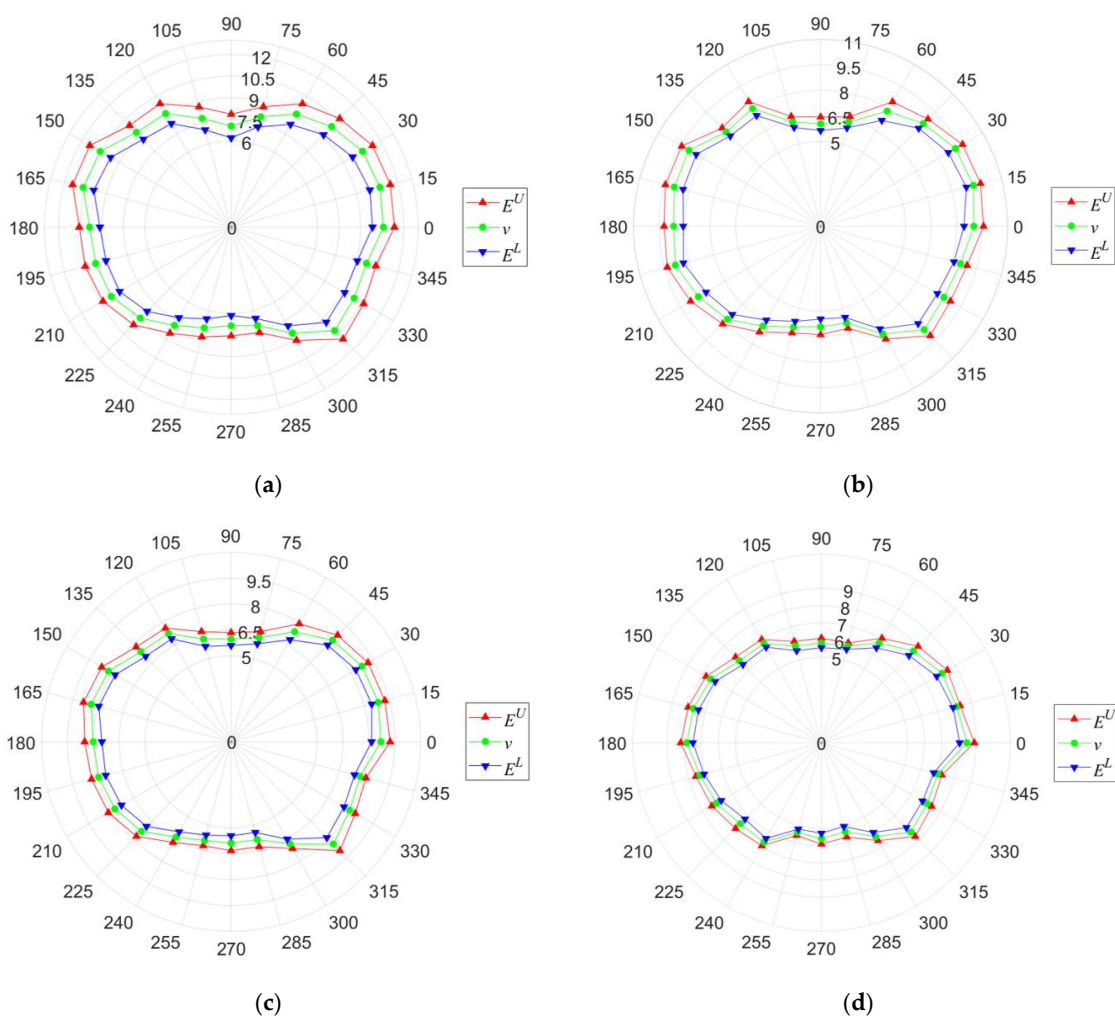 90
105 75
120 60
135 12 45
10.5
150 9 30
7.5
6
165 15
180 0 0
195 345
210 330
225 315
240 300
255 285
270
E^U
v
E^L
(a)
90
105 11 75
120 60
135 9.5 45
8
150 6.5 30
5
165 15
180 0 0
195 345
210 330
225 315
240 300
255 285
270
E^U
v
E^L
(b)
90
105 75
120 60
135 9.5 45
8
150 6.5 30
5
165 15
180 0 0
195 345
210 330
225 315
240 300
255 285
270
E^U
v
E^L
(c)
90
105 75
120 60
135 9 45
8
150 7 30
6
5
165 15
180 0 0
195 345
210 330
225 315
240 300
255 285
270
E^U
v
E^L
(d)